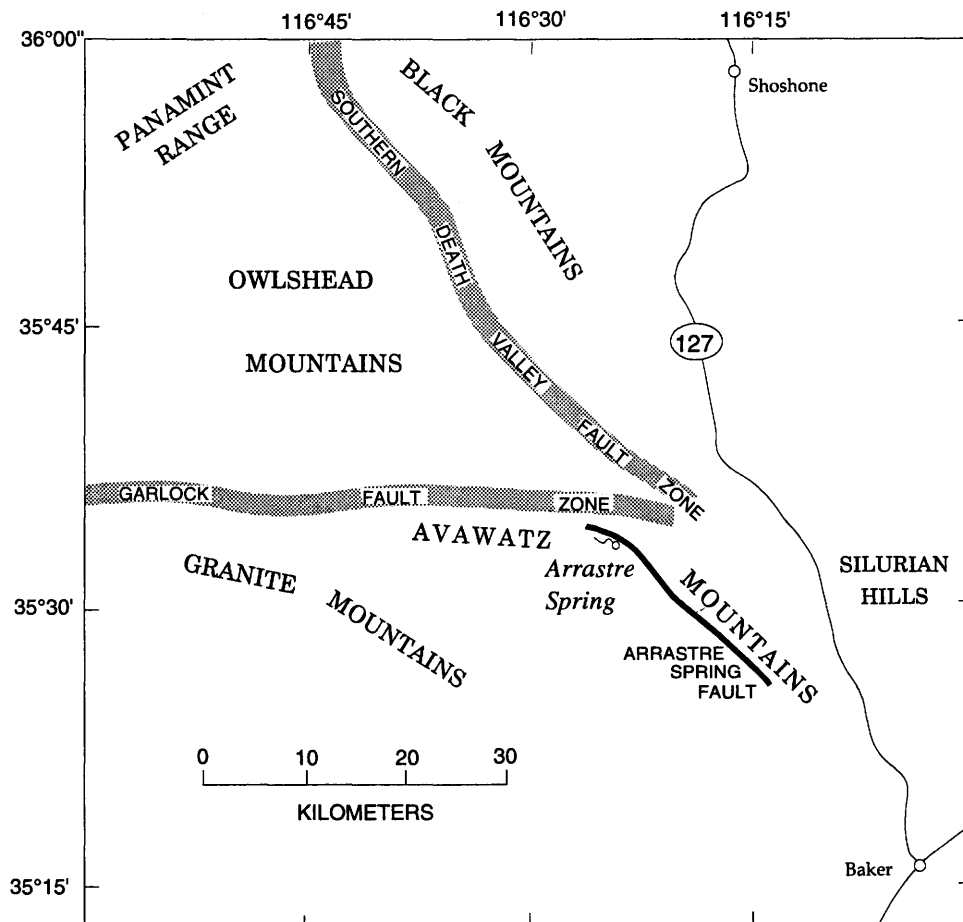 116°45'
116°30'
116°15'
36°00"
PANAMINT
RANGE
BLACK
MOUNTAINS
Shoshone
SOUTHERN
DEATH
VALLEY
FAULT
ZONE
OWLSHEAD
MOUNTAINS
35°45'
127
GARLOCK
FAULT
ZONE
AVAWATZ
MOUNTAINS
GRANITE
MOUNTAINS
Arrastre
Spring
SILURIAN
HILLS
35°30'
ARRASTRE
SPRING
FAULT
0 10 20 30
KILOMETERS
Baker
35°15'